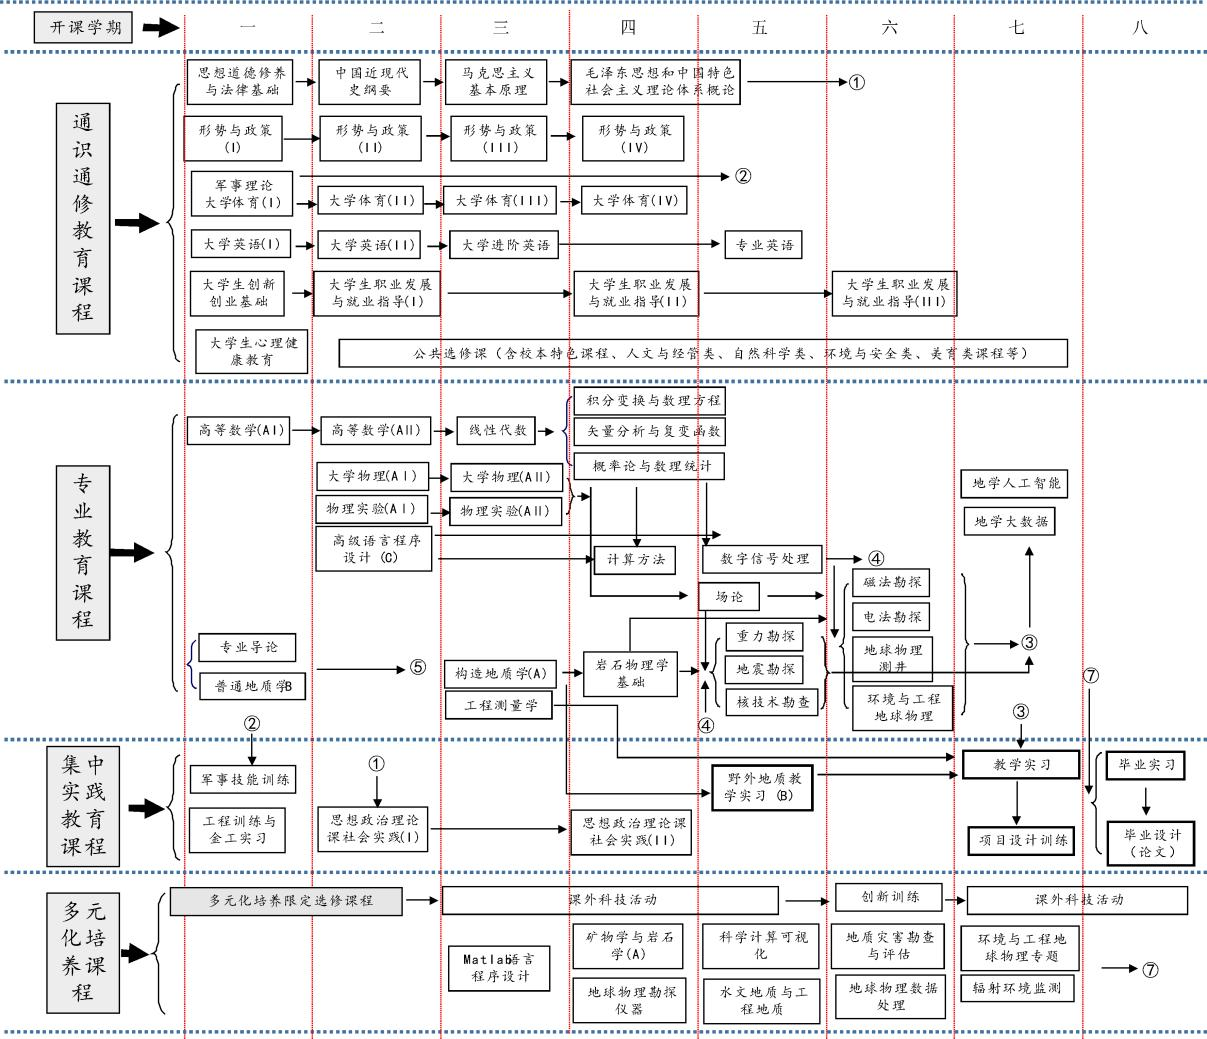 开课学期
一 二 三 四 五 六 七 八
通识通修教育课程
思想道德修养
与法律基础
中国近现代
史纲要
马克思主义
基本原理
毛泽东思想和中国特色
社会主义理论体系概论
①
形势与政策
(I)
形势与政策
(II)
形势与政策
(III)
形势与政策
(IV)
军事理论
大学体育(I)
②
大学体育(II)
大学体育(III)
大学体育(IV)
大学英语(I)
大学英语(II)
大学进阶英语
专业英语
大学生创新
创业基础
大学生职业发展
与就业指导(I)
大学生职业发展
与就业指导(II)
大学生职业发展
与就业指导(III)
大学生心理健
康教育
公共选修课（含校本特色课程、人文与经管类、自然科学类、环境与安全类、美育类课程等）
专业教育课程
高等数学(AI)
高等数学(AII)
线性代数
积分变换与数理方程
矢量分析与复变函数
概率论与数理统计
大学物理(AI)
大学物理(AII)
物理实验(AI)
物理实验(AII)
高级语言程序
设计 (C)
计算方法
数字信号处理
④
场论
地学人工智能
地学大数据
磁法勘探
电法勘探
地球物理
测井
环境与工程
地球物理
③
专业导论
普通地质学B
⑤
构造地质学(A)
工程测量学
岩石物理学
基础
重力勘探
地震勘探
核技术勘查
④
⑦
②
③
集中
实践
教育
课程
军事技能训练
工程训练与
金工实习
①
思想政治理论
课社会实践(I)
思想政治理论课
社会实践(II)
野外地质教
学实习 (B)
教学实习
项目设计训练
毕业实习
毕业设计
（论文）
多元
化培
养课
程
多元化培养限定选修课程
课外科技活动
创新训练
课外科技活动
Matlab语言
程序设计
矿物学与岩石
学(A)
地球物理勘探
仪器
科学计算可视
化
水文地质与工
程地质
地质灾害勘查
与评估
地球物理数据
处理
环境与工程地
球物理专题
辐射环境监测
⑦